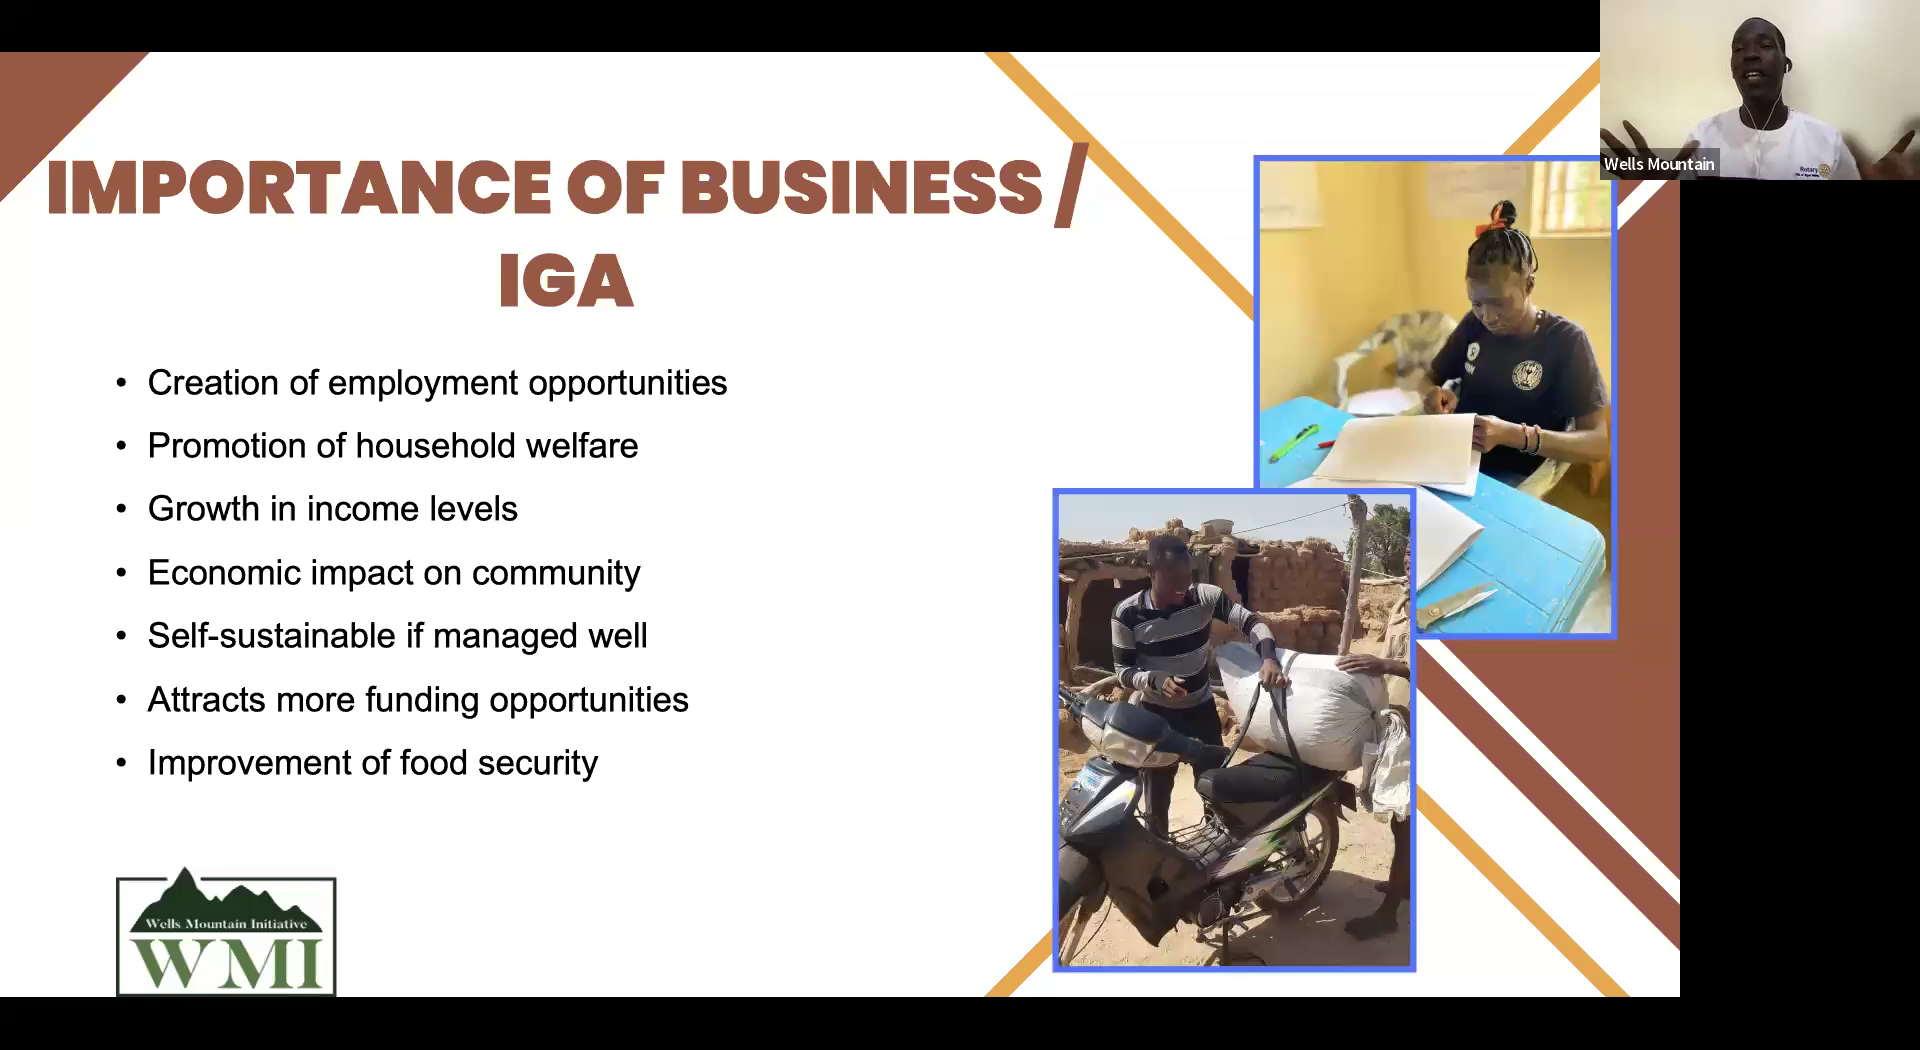 IMPORTANCE OF BUSINESS /
IGA
• Creation of employment opportunities
• Promotion of household welfare
• Growth in income levels
• Economic impact on community
• Self-sustainable if managed well
• Attracts more funding opportunities
• Improvement of food security
Wells Mountain Initiative
WMI
Wells Mountain
Rotary